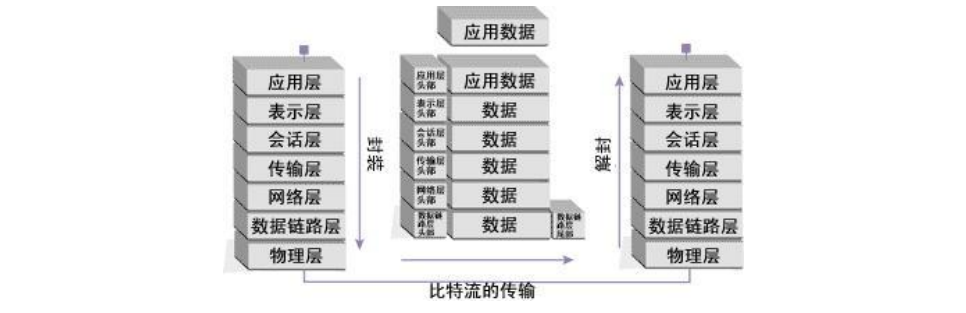 应用数据
应用层
表示层
会话层
传输层
网络层
数据链路层
物理层
封装
应用层
头部
应用数据
表示层
头部
数据
会话层
头部
数据
传输层
头部
数据
网络层
头部
数据
数据链
路层
头部
数据
数据链
路层
尾部
解封
应用层
表示层
会话层
传输层
网络层
数据链路层
物理层
比特流的传输